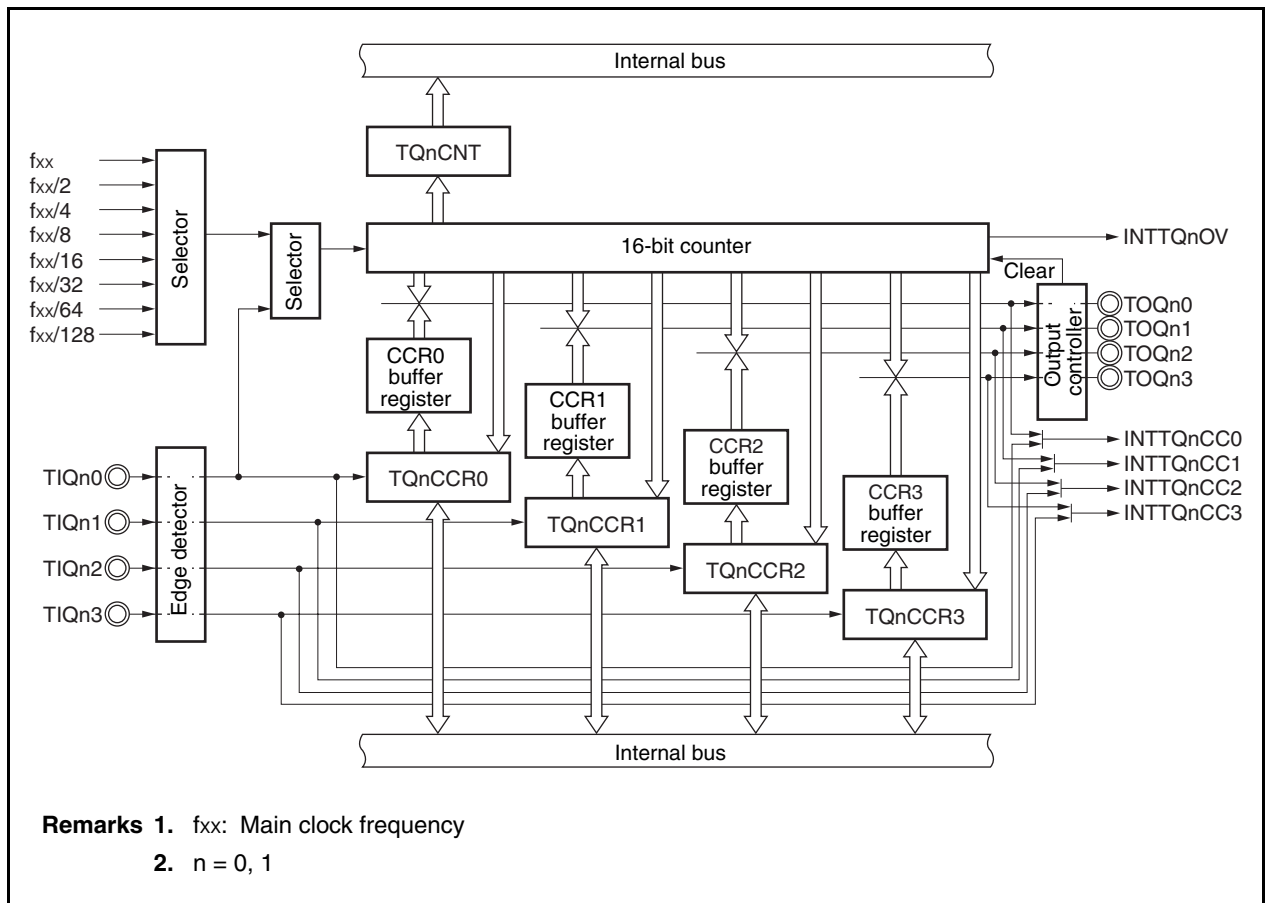 Internal bus
TQnCNT
fxx
fxx/2
fxx/4
fxx/8
fxx/16
fxx/32
fxx/64
fxx/128
Selector
Selector
16-bit counter
INTTQnOV
Clear
Output
controller
TOQn0
TOQn1
TOQn2
TOQn3
CCR0
buffer
register
CCR1
buffer
register
CCR2
buffer
register
CCR3
buffer
register
INTTQnCC0
INTTQnCC1
INTTQnCC2
INTTQnCC3
TIQn0
TIQn1
TIQn2
TIQn3
Edge detector
TQnCCR0
TQnCCR1
TQnCCR2
TQnCCR3
Internal bus
Remarks 1. fxx: Main clock frequency
2. n = 0, 1